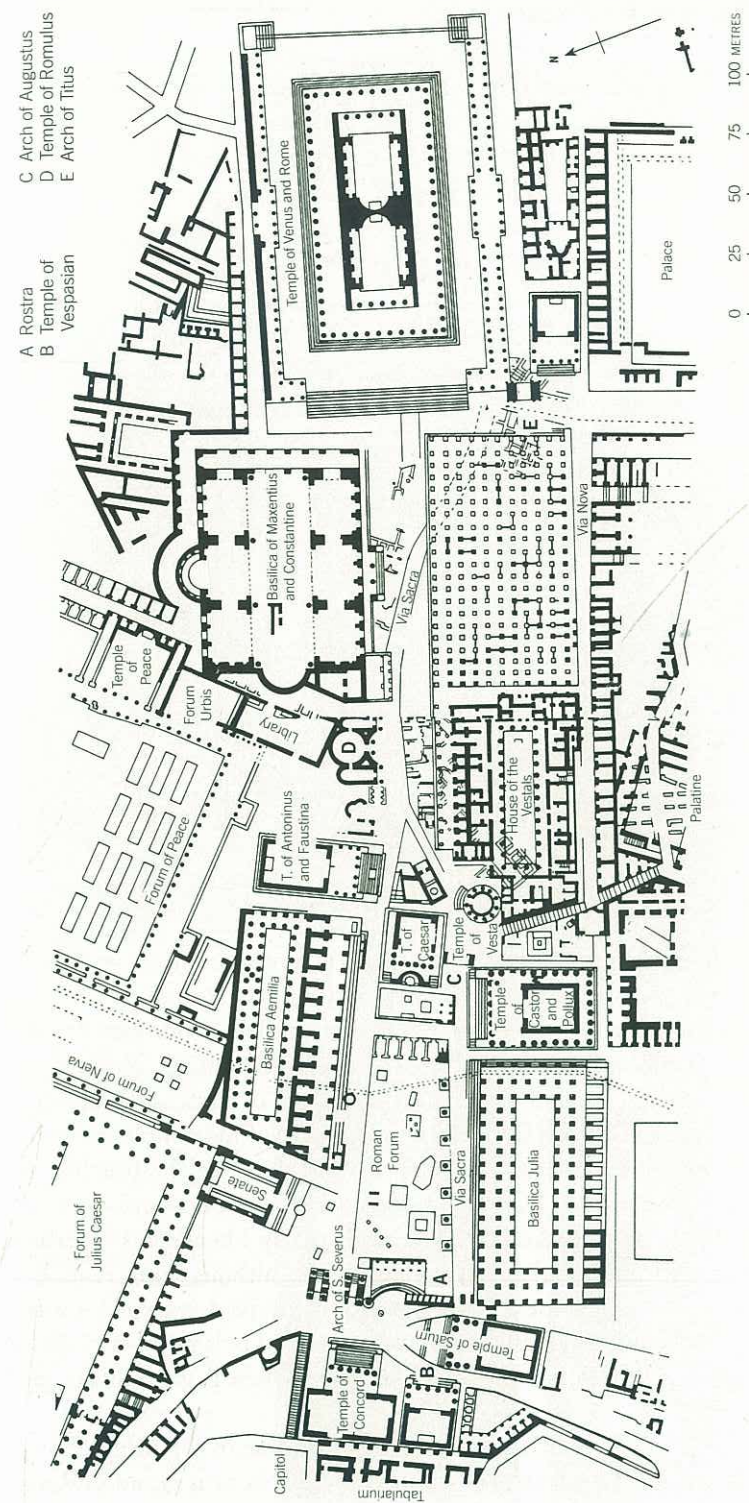 A Rostra
B Temple of
Vespasian
C Arch of Augustus
D Temple of Romulus
E Arch of Titus
Forum of
Julius Caesar
Forum of Nerva
Forum of Peace
Temple
of
Peace
Forum
Urbis
Library
Basilica of Maxentius
and Constantine
Temple of Venus and Rome
N
Senate
Basilica Aemilia
T. of Antoninus
and Faustina
D
Via Sacra
Capitol
Temple of
Concord
Arch of S. Severus
Roman
Forum
T. of
Caesar
C
Temple
of
Vesta
House of the
Vestals
E
Tabularium
B
Temple of Saturn
A
Via Sacra
Basilica Julia
Temple
of
Castor
and
Pollux
Via Nova
Palatine
Palace
0 25 50 75 100 METRES